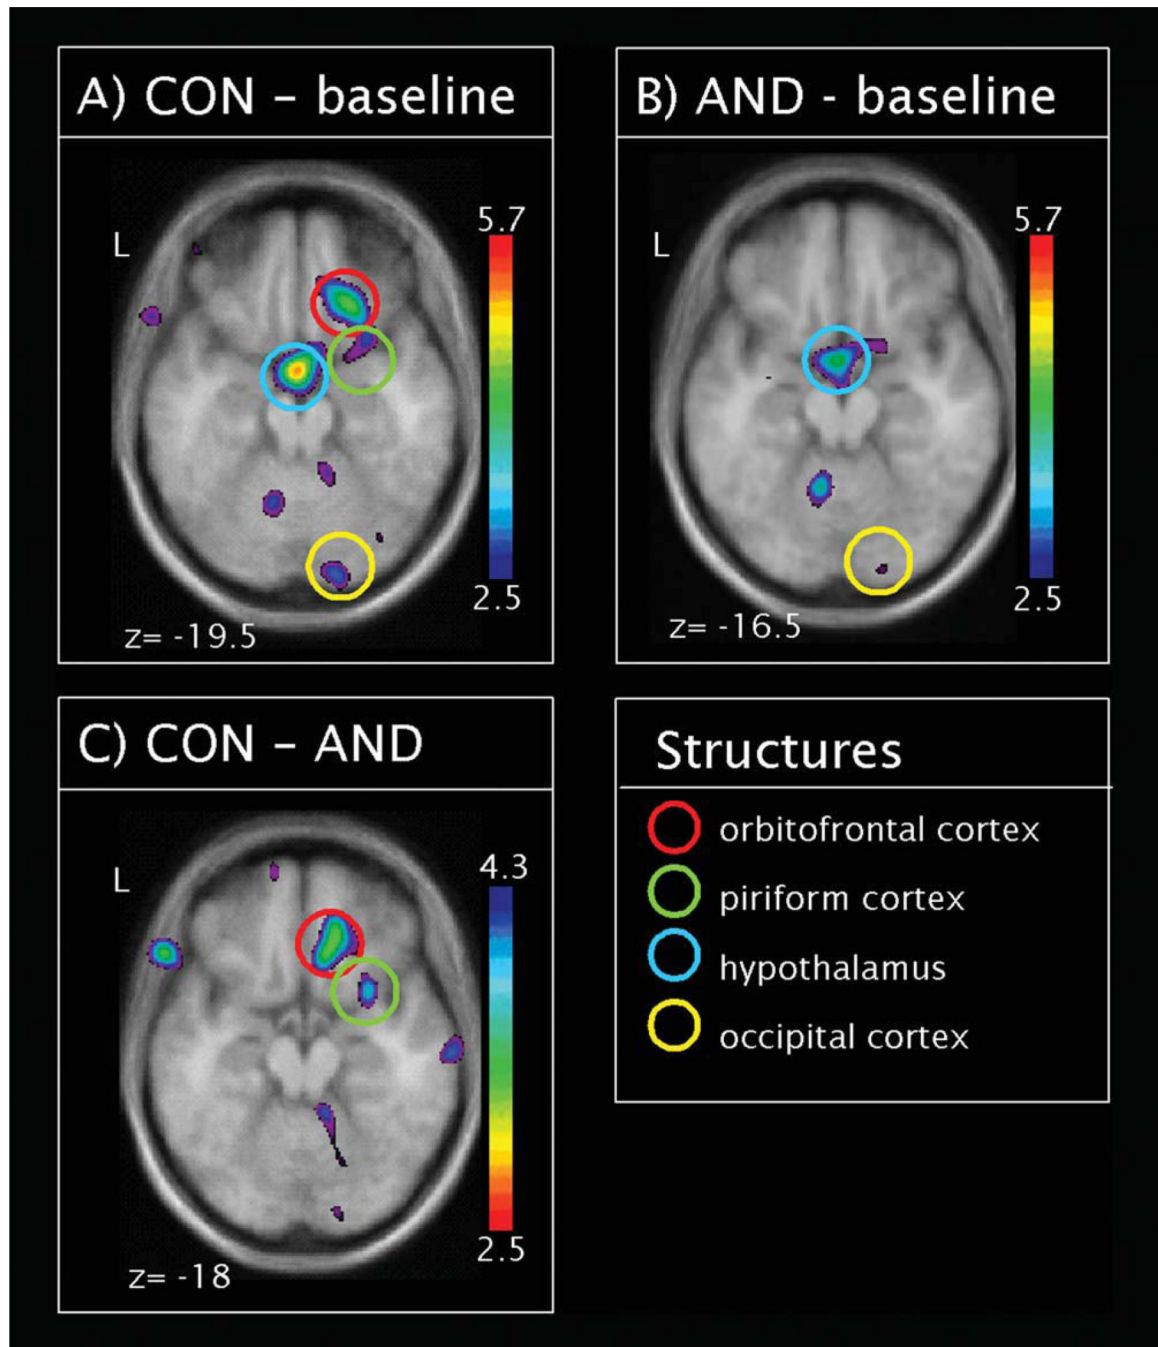 A) CON – baseline
L
5.7
2.5
z= -19.5
B) AND - baseline
L
5.7
2.5
z= -16.5
C) CON – AND
L
4.3
2.5
z= -18
Structures
orbitofrontal cortex
piriform cortex
hypothalamus
occipital cortex